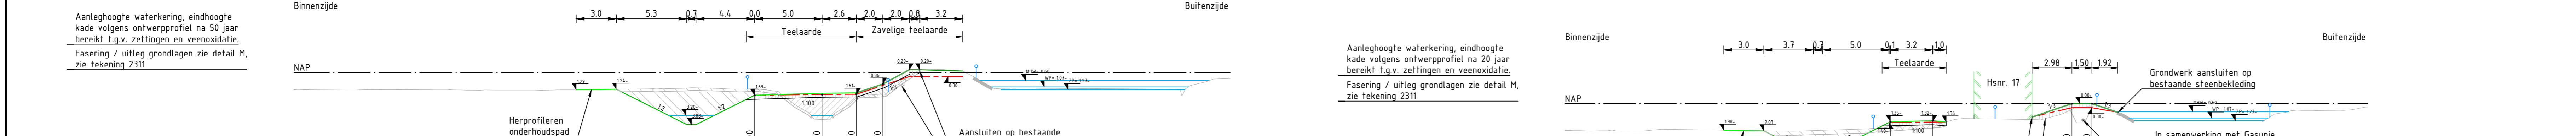 Binnenzijde
Buitenzijde
Aanleghoogte waterkering, eindhoogte
kade volgens ontwerpprofiel na 50 jaar
bereikt t.g.v. zettingen en veenoxidatie.
Fasering / uitleg grondlagen zie detail M,
zie tekening 2311
3.0 5.3 0.7 4.4 0.0 5.0 2.6 2.0 2.0 0.8 3.2
Teelaarde
Zavelige teelaarde
NAP
1:2 1:2
1:100
1:3
Herprofileren
onderhoudspad
Aansluiten op bestaande
Aanleghoogte waterkering, eindhoogte
kade volgens ontwerpprofiel na 20 jaar
bereikt t.g.v. zettingen en veenoxidatie.
Fasering / uitleg grondlagen zie detail M,
zie tekening 2311
Binnenzijde
Buitenzijde
3.0 3.7 0.7 5.0 0.1 3.2 1.0
Teelaarde
Hsnr. 17
2.98 1.50 1.92
Grondwerk aansluiten op
bestaande steenbekleding
NAP
1:3 1:3
1:100
In samenwerking met Gasunie